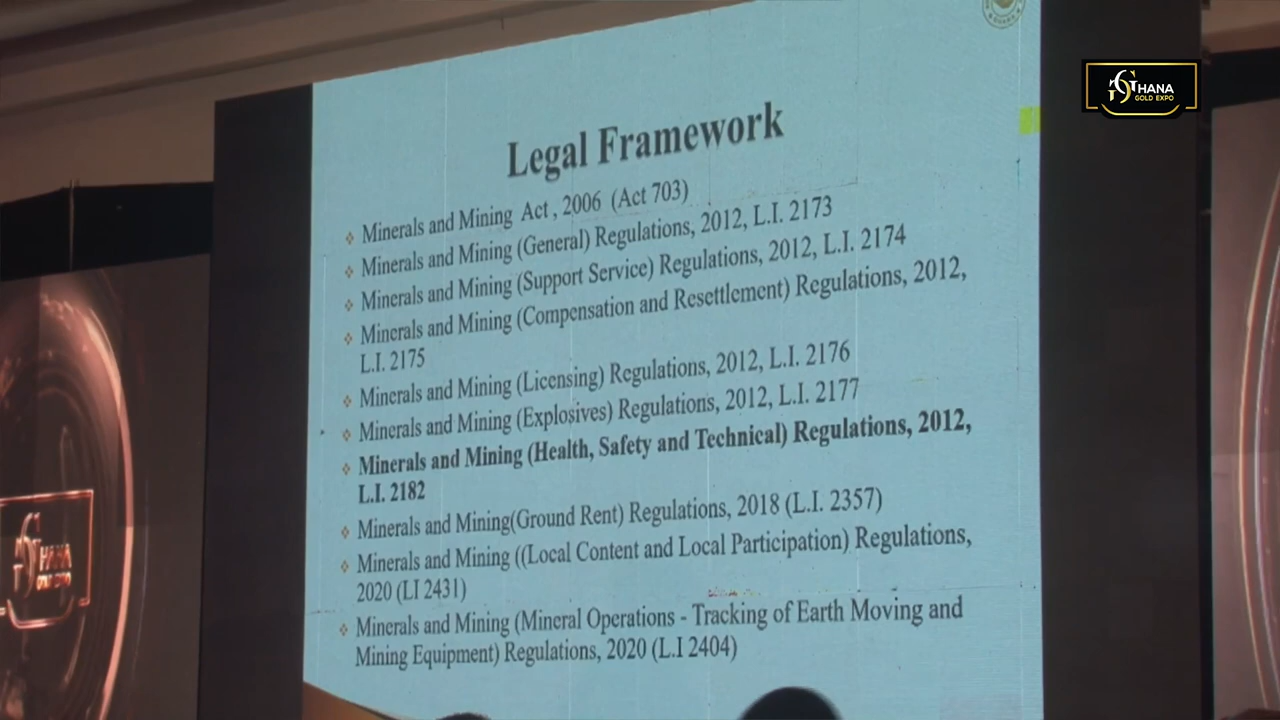 GHANA
GOLD EXPO
Legal Framework
❖ Minerals and Mining Act , 2006 (Act 703)
❖ Minerals and Mining (General) Regulations, 2012, L.I. 2173
❖ Minerals and Mining (Support Service) Regulations, 2012, L.I. 2174
❖ Minerals and Mining (Compensation and Resettlement) Regulations, 2012,
L.I. 2175
❖ Minerals and Mining (Licensing) Regulations, 2012, L.I. 2176
❖ Minerals and Mining (Explosives) Regulations, 2012, L.I. 2177
❖ Minerals and Mining (Health, Safety and Technical) Regulations, 2012,
L.I. 2182
❖ Minerals and Mining(Ground Rent) Regulations, 2018 (L.I. 2357)
❖ Minerals and Mining ((Local Content and Local Participation) Regulations,
2020 (LI 2431)
❖ Minerals and Mining (Mineral Operations - Tracking of Earth Moving and
Mining Equipment) Regulations, 2020 (L.I 2404)
GHANA
GOLD EXPO